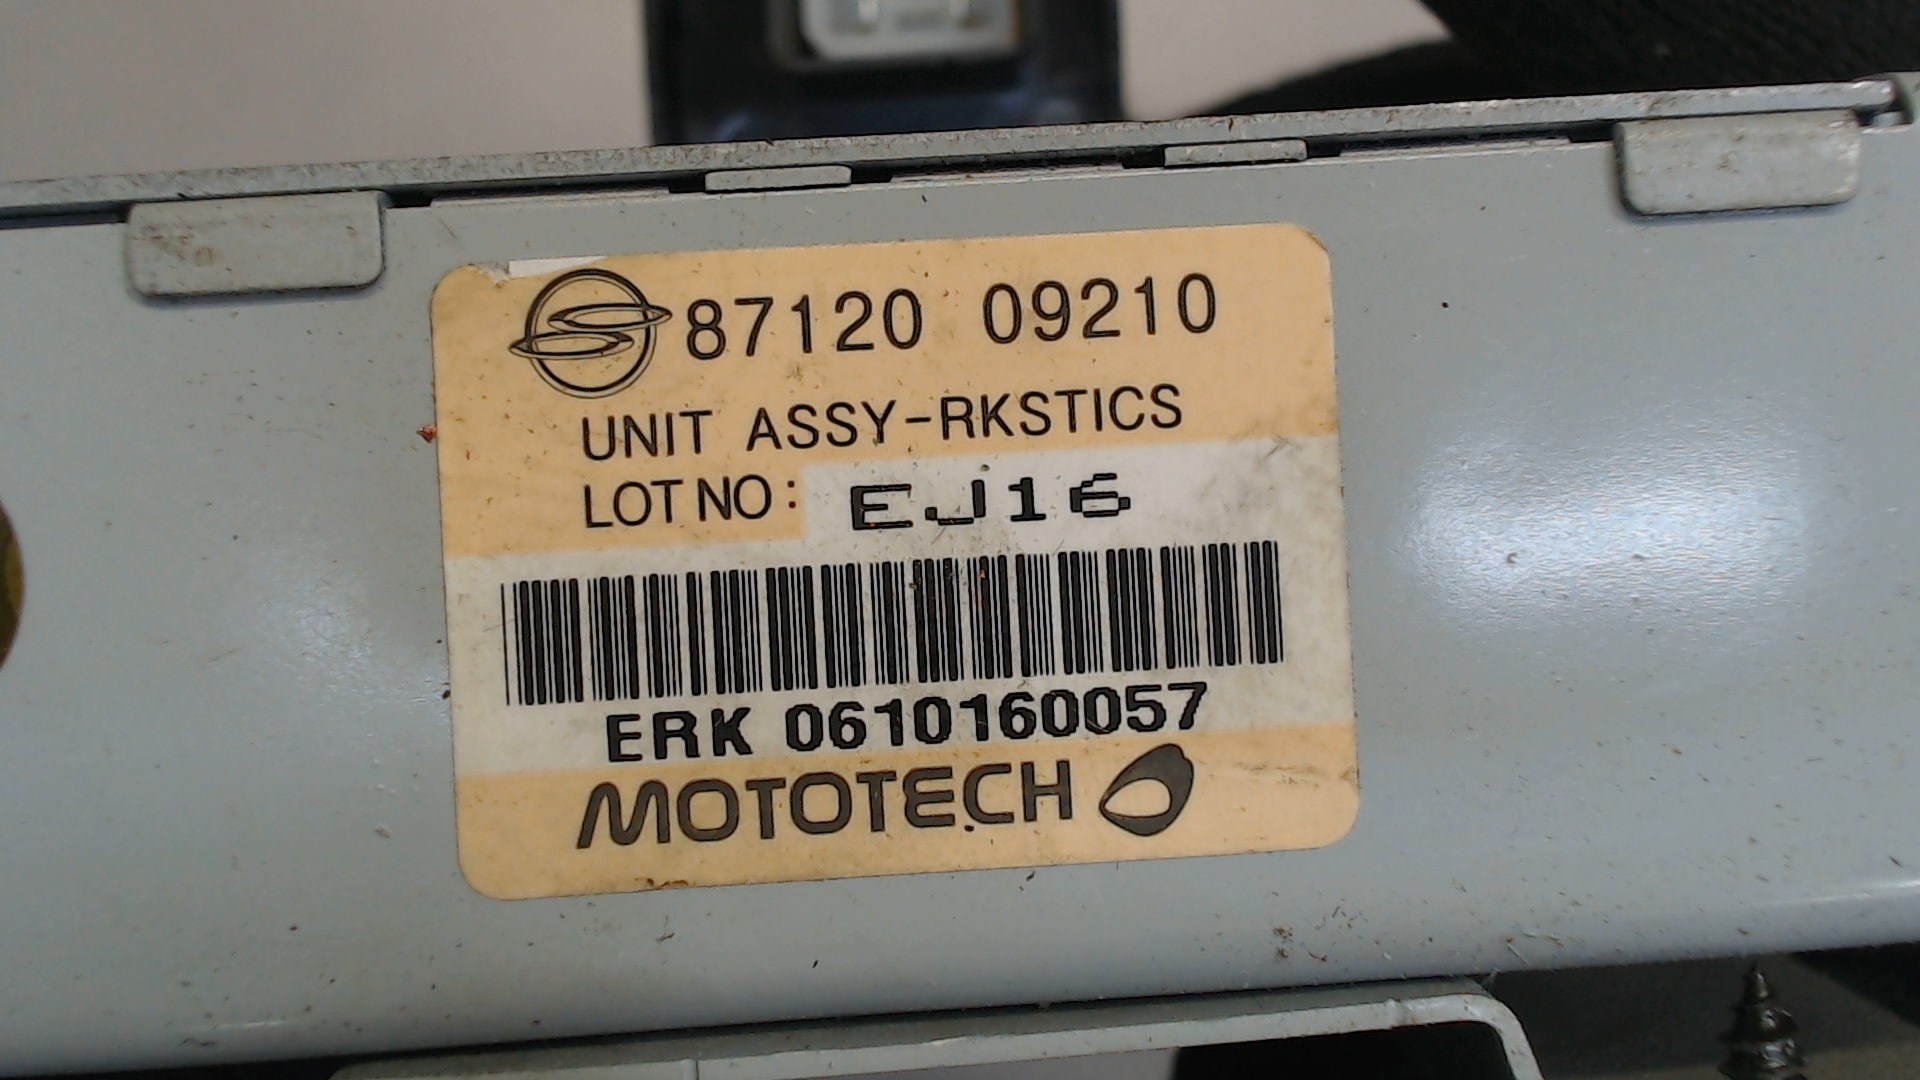 87120 09210
UNIT ASSY-RKSTICS
LOT NO: EJ16
ERK 0610160057
MOTOTECH